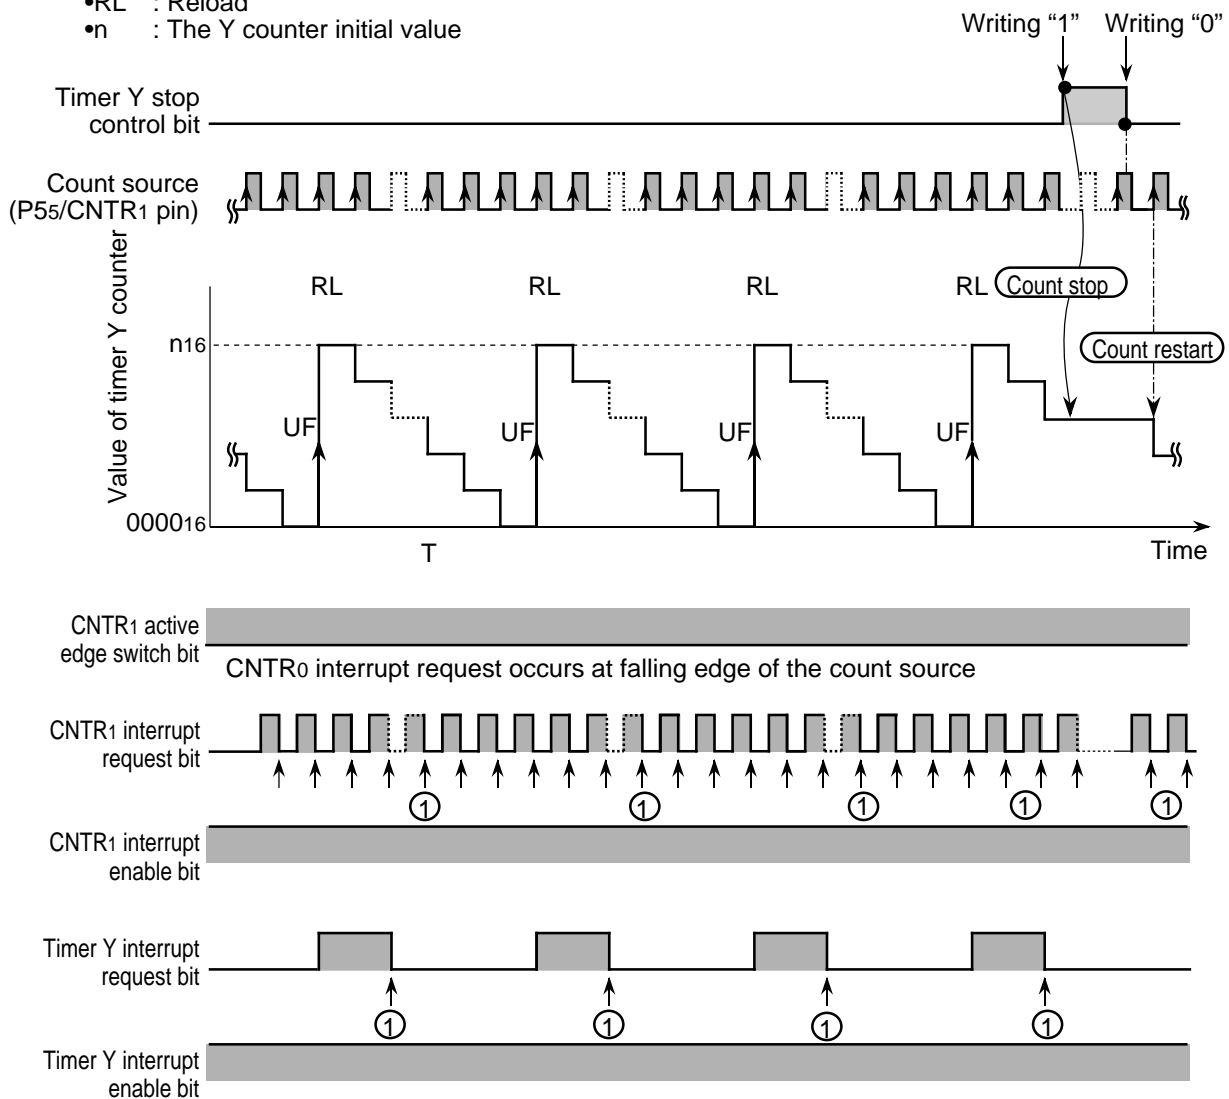 •RL : Reload
•n : The Y counter initial value
Writing “1” Writing “0”
Timer Y stop
control bit
Count source
(P55/CNTR1 pin)
Value of timer Y counter
RL RL RL RL
Count stop
n16
Count restart
UF UF UF UF
000016
T
Time
CNTR1 active
edge switch bit
CNTR0 interrupt request occurs at falling edge of the count source
CNTR1 interrupt
request bit
① ① ① ① ①
CNTR1 interrupt
enable bit
Timer Y interrupt
request bit
① ① ① ①
Timer Y interrupt
enable bit